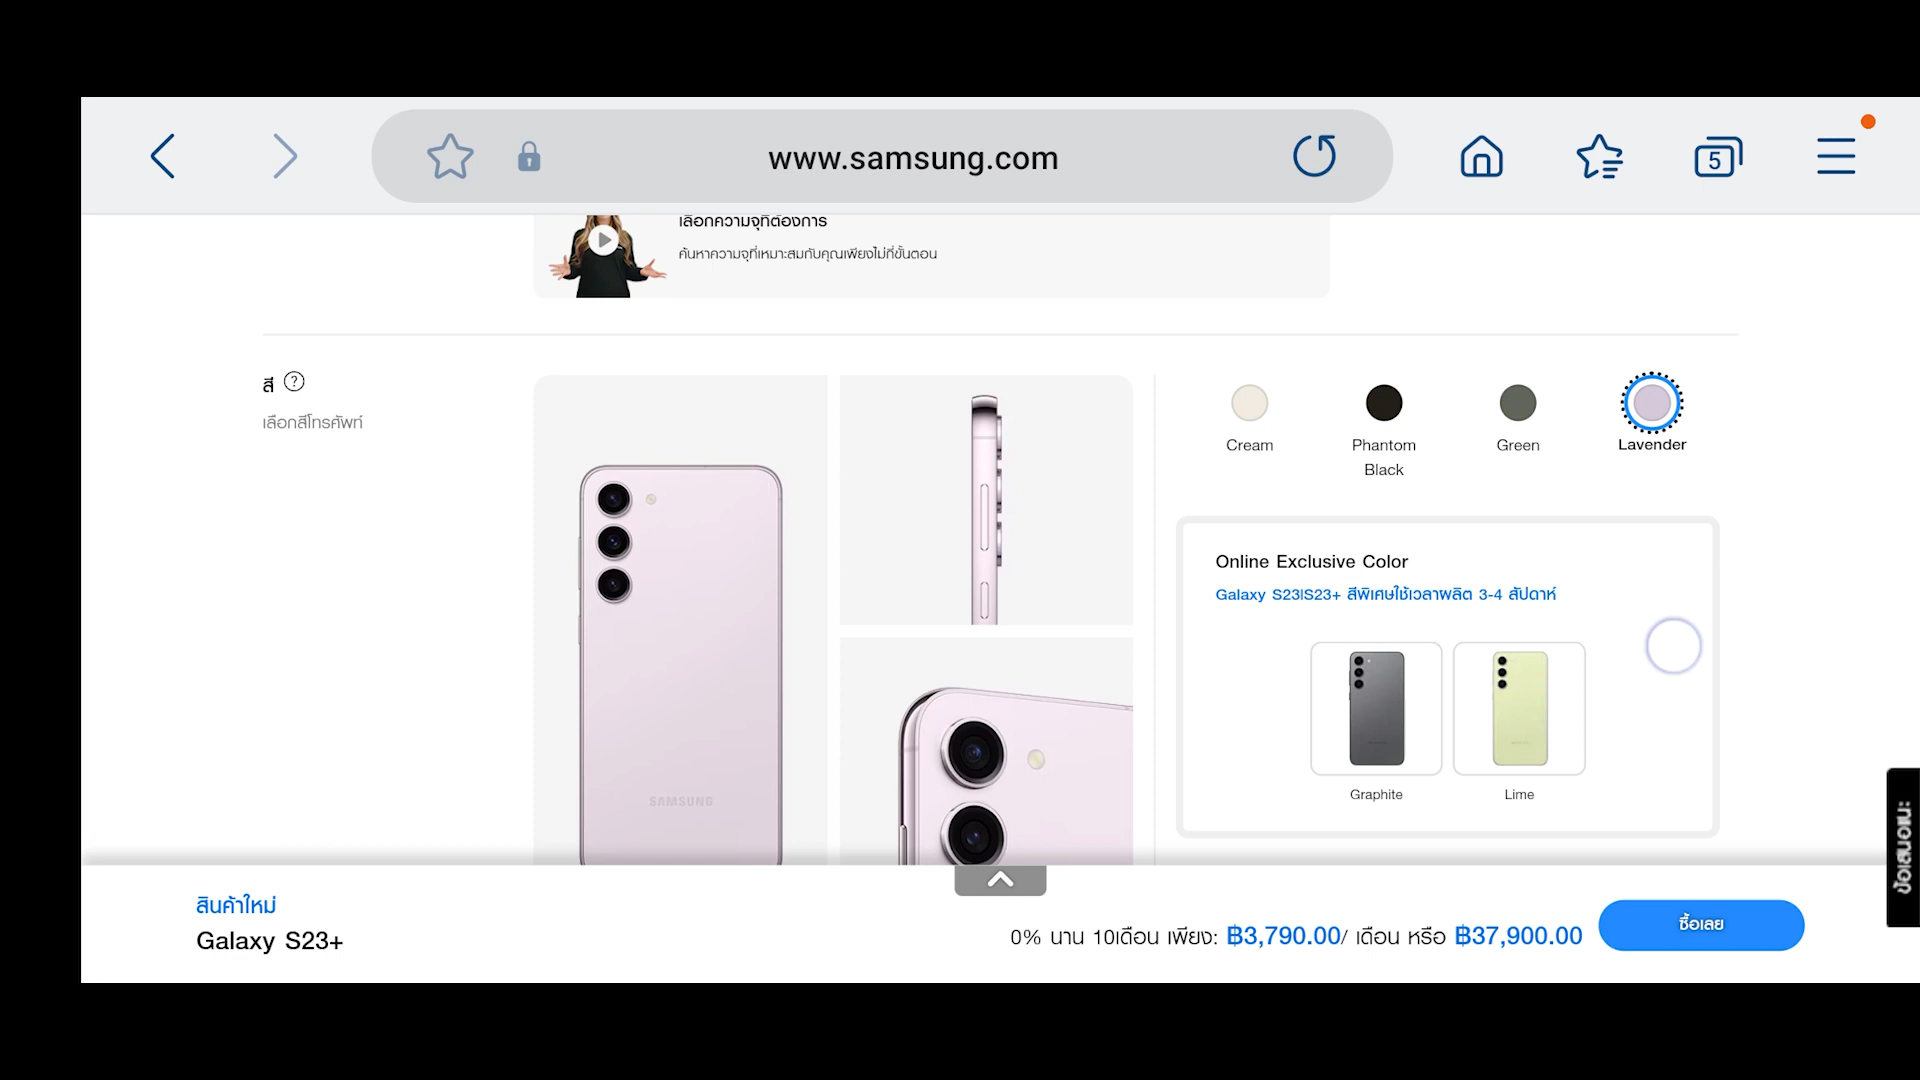 www.samsung.com
5
เลือกความจุที่ต้องการ
ค้นหาความจุที่เหมาะสมกับคุณเพียงไม่กี่ขั้นตอน
สี ?
เลือกสีโทรศัพท์
Cream
Phantom
Black
Green
Lavender
Online Exclusive Color
Galaxy S23|S23+ สีพิเศษใช้เวลาผลิต 3-4 สัปดาห์
Graphite
Lime
SAMSUNG
ข้อเสนอแนะ
สินค้าใหม่
Galaxy S23+
0% นาน 10เดือน เพียง: ฿3,790.00/ เดือน หรือ ฿37,900.00
ซื้อเลย